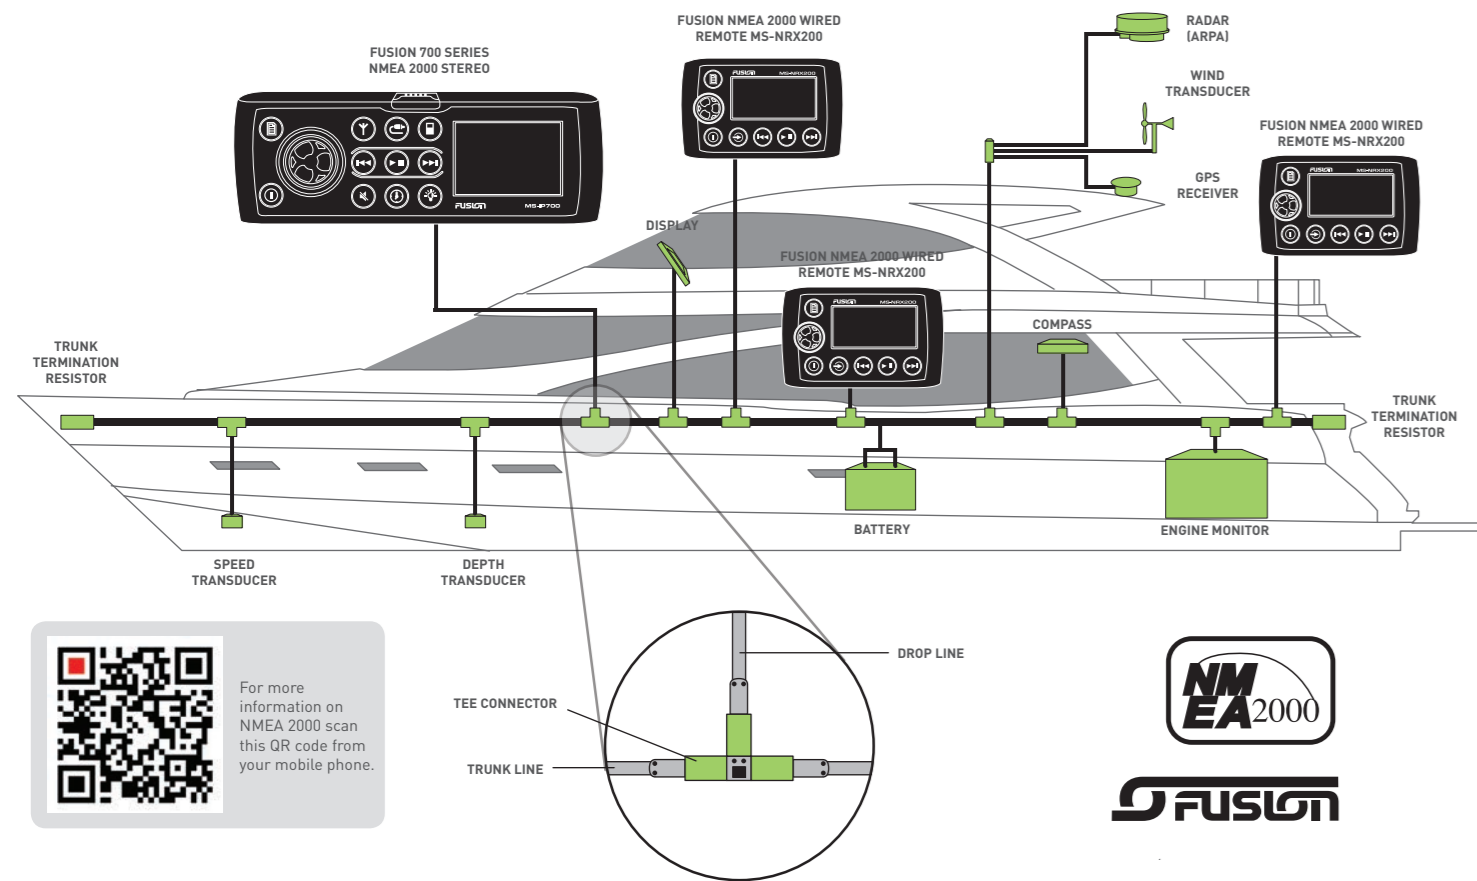 FUSION NMEA 2000 WIRED
REMOTE MS-NRX200
RADAR
(ARPA)
FUSION 700 SERIES
NMEA 2000 STEREO
FUSION
MS-NRX200
WIND
TRANSDUCER
FUSION NMEA 2000 WIRED
REMOTE MS-NRX200
FUSION
MS-NRX200
GPS
RECEIVER
FUSION
MS-IP700
DISPLAY
FUSION NMEA 2000 WIRED
REMOTE MS-NRX200
FUSION
MS-NRX200
COMPASS
TRUNK
TERMINATION
RESISTOR
TRUNK
TERMINATION
RESISTOR
BATTERY
ENGINE MONITOR
SPEED
TRANSDUCER
DEPTH
TRANSDUCER
For more
information on
NMEA 2000 scan
this QR code from
your mobile phone.
DROP LINE
TEE CONNECTOR
TRUNK LINE
NM
EA 2000
FUSION